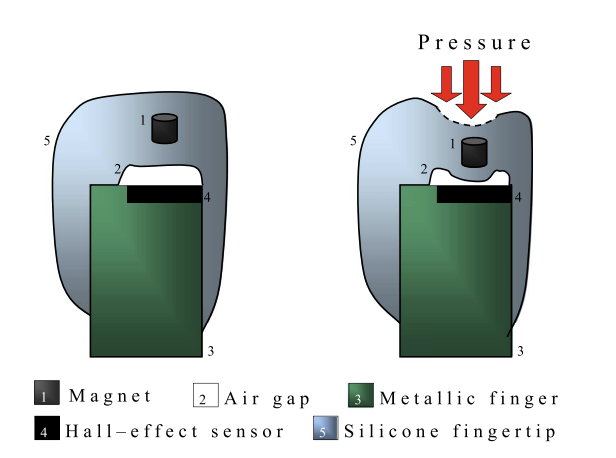 Pressure
1
5
2
4
3
1
5
2
4
3
1 Magnet
2 Air gap
3 Metallic finger
4 Hall–effect sensor
5 Silicone fingertip